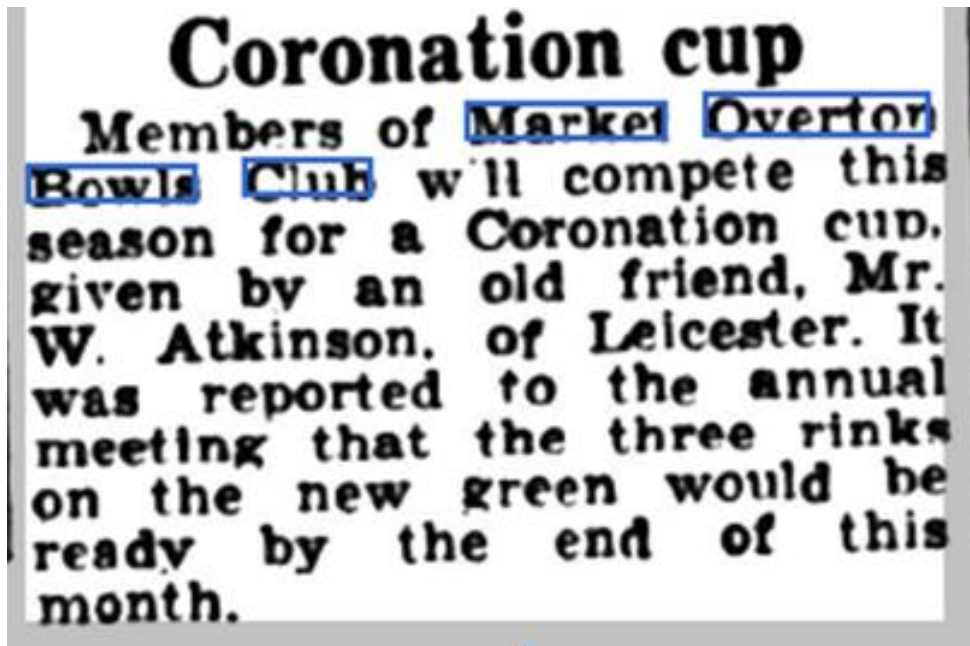 Coronation cup
Members of Market Overton
Bowls Club will compete this
season for a Coronation cup,
given by an old friend, Mr.
W. Atkinson, of Leicester. It
was reported to the annual
meeting that the three rinks
on the new green would be
ready by the end of this
month.